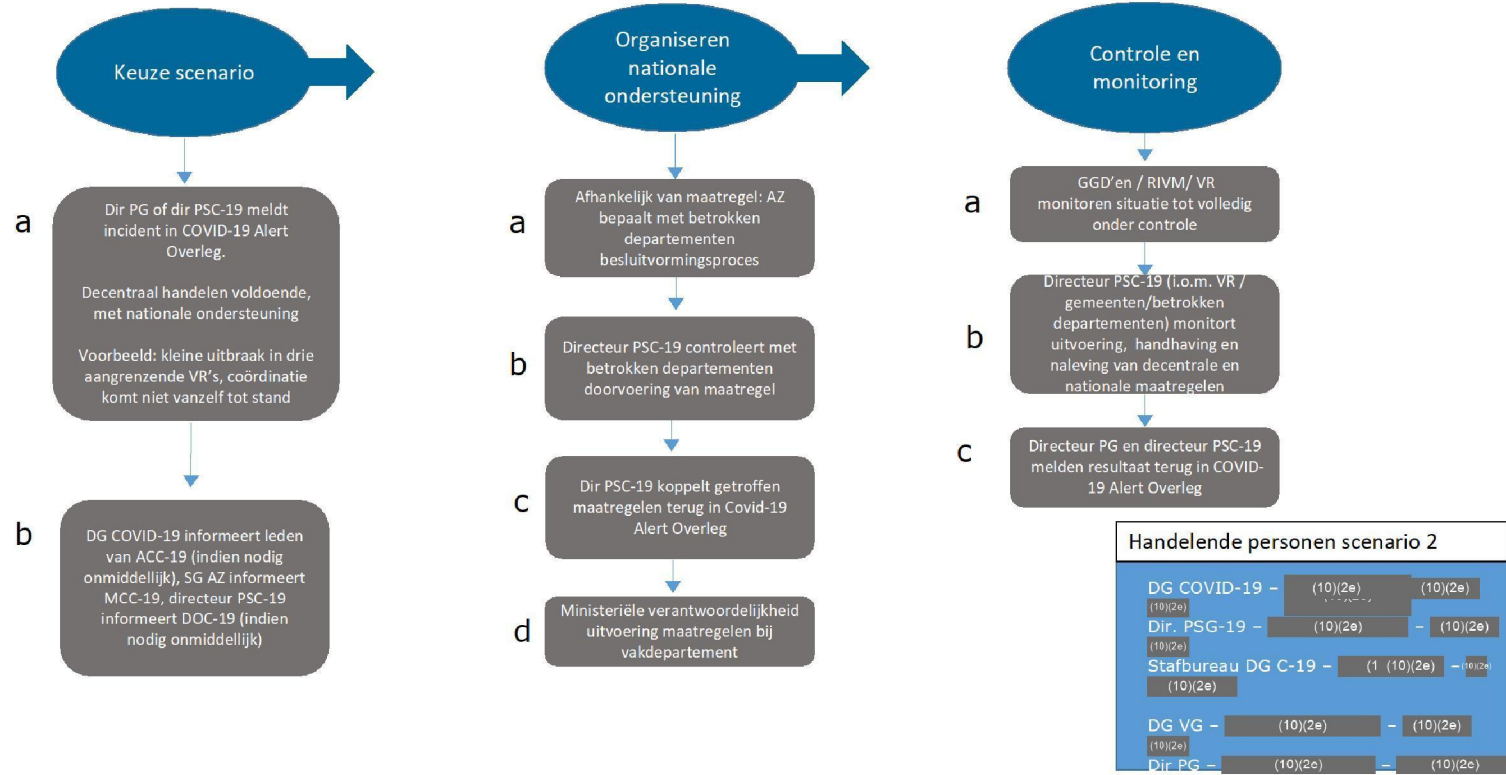 Keuze scenario
a
Dir PG of dir PSC-19 meldt
incident in COVID-19 Alert
Overleg.
Decentraal handelen voldoende,
met nationale ondersteuning
Voorbeeld: kleine uitbraak in drie
aangrenzende VR's, coördinatie
komt niet vanzelf tot stand
b
DG COVID-19 informeert leden
van ACC-19 (indien nodig
onmiddellijk), SG AZ informeert
MCC-19, directeur PSC-19
informeert DOC-19 (indien
nodig onmiddellijk)
Organiseren
nationale
ondersteuning
a
Afhankelijk van maatregel: AZ
bepaalt met betrokken
departementen
besluitvormingsproces
b
Directeur PSC-19 controleert met
betrokken departementen
doorvoering van maatregel
c
Dir PSC-19 koppelt getroffen
maatregelen terug in Covid-19
Alert Overleg
d
Ministeriële verantwoordelijkheid
uitvoering maatregelen bij
vakdepartement
Controle en
monitoring
a
GGD'en / RIVM/ VR
monitoren situatie tot volledig
onder controle
b
Directeur PSC-19 (i.o.m. VR /
gemeenten/betrokken
departementen) monitort
uitvoering, handhaving en
naleving van decentrale en
nationale maatregelen
c
Directeur PG en directeur PSC-19
melden resultaat terug in COVID-
19 Alert Overleg
Handelende personen scenario 2
DG COVID-19 – (10)(2e) (10)(2e)
(10)(2e)
Dir. PSG-19 – (10)(2e) – (10)(2e)
(10)(2e)
Stafbureau DG C-19 – (1 (10)(2e) – (10)(2e)
(10)(2e)
DG VG – (10)(2e) – (10)(2e)
(10)(2e)
Dir PG – (10)(2e) – (10)(2e)